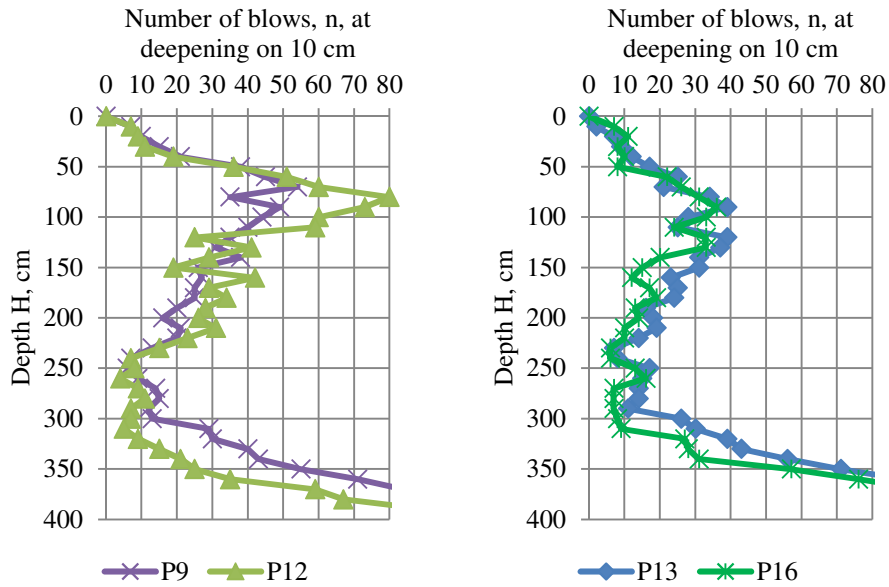 Number of blows, n, at
deepening on 10 cm
0 10 20 30 40 50 60 70 80
0
50
100
150
200
250
300
350
400
Depth H, cm
P9 P12
Number of blows, n, at
deepening on 10 cm
0 10 20 30 40 50 60 70 80
0
50
100
150
200
250
300
350
400
Depth H, cm
P13 P16